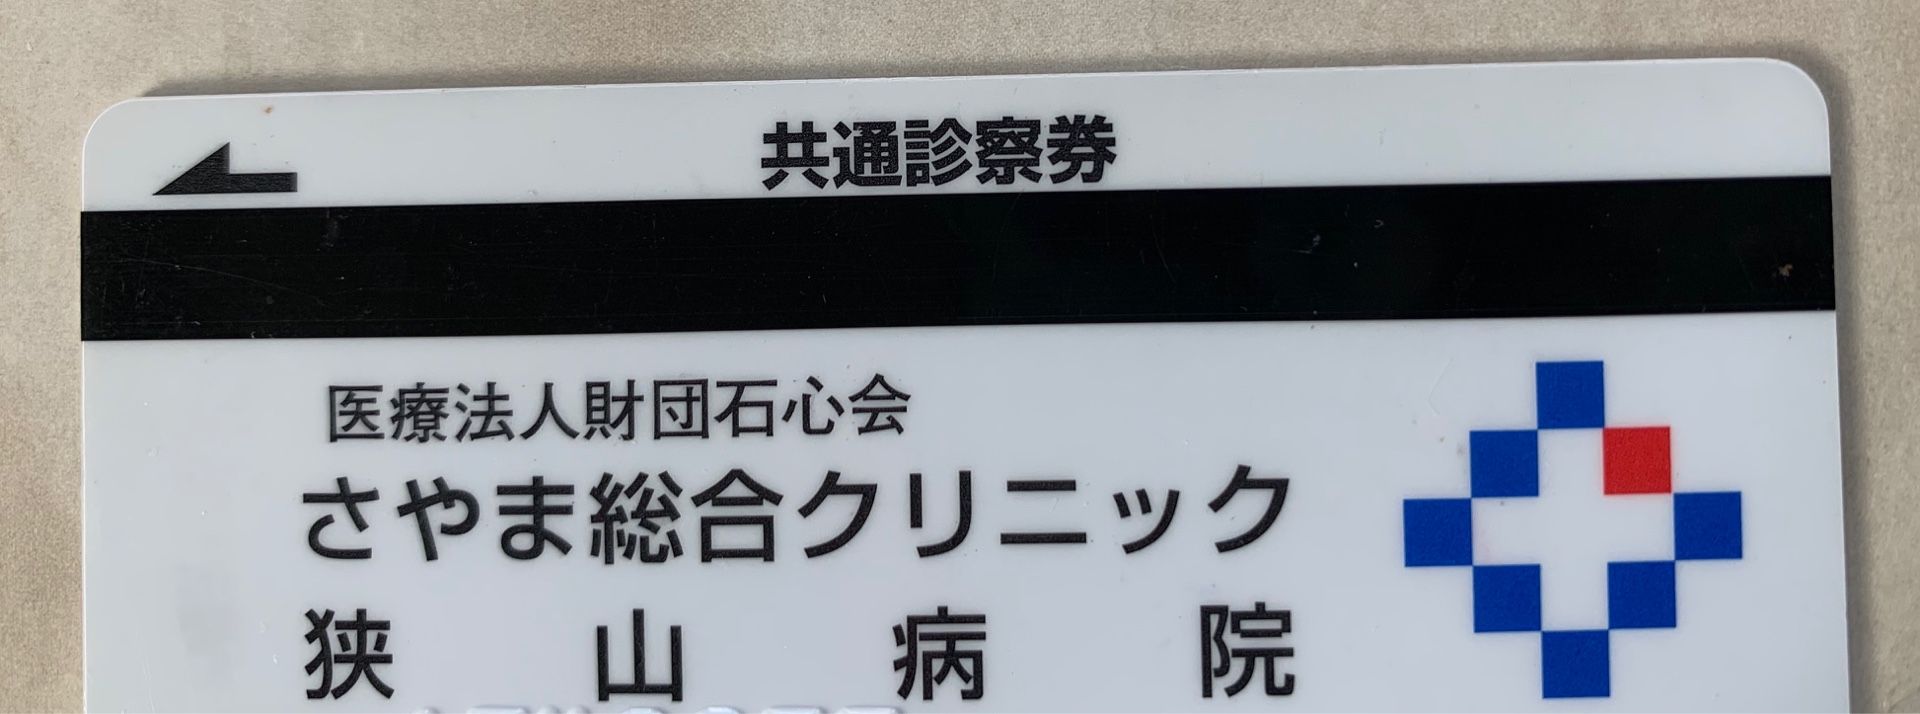 共通診察券
医療法人財団石心会
さやま総合クリニック
狭山病院